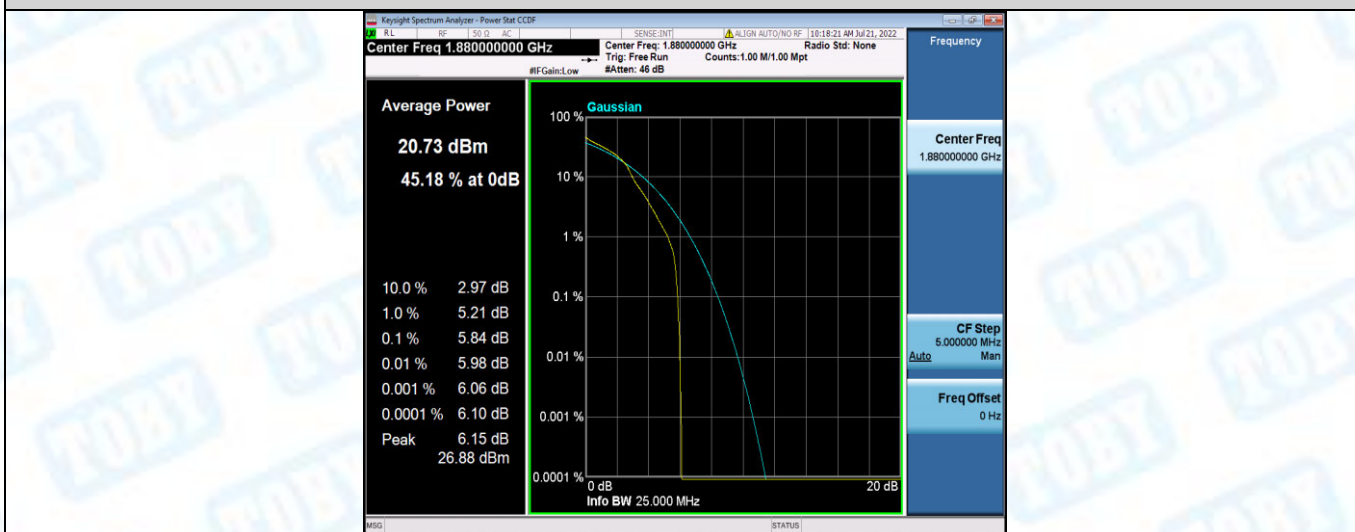 Keysight Spectrum Analyzer - Power Stat CCDF
RL RF 50 Ω AC SENSE:INT ALIGN AUTO/NO RF 10:18:21 AM Jul 21, 2022
Center Freq 1.880000000 GHz
Center Freq: 1.880000000 GHz Radio Std: None
Trig: Free Run Counts:1.00 M/1.00 Mpt
#IFGain:Low #Atten: 46 dB
Average Power
20.73 dBm
45.18 % at 0dB
10.0 % 2.97 dB
1.0 % 5.21 dB
0.1 % 5.84 dB
0.01 % 5.98 dB
0.001 % 6.06 dB
0.0001 % 6.10 dB
Peak 6.15 dB
26.88 dBm
Gaussian
100 %
10 %
1 %
0.1 %
0.01 %
0.001 %
0.0001 %
0 dB 20 dB
Info BW 25.000 MHz
Frequency
Center Freq
1.880000000 GHz
CF Step
5.000000 MHz
Auto Man
Freq Offset
0 Hz
MSG STATUS
TOBY
TOBY
TOBY
TOBY
TOBY
TOBY
TOBY
TOBY